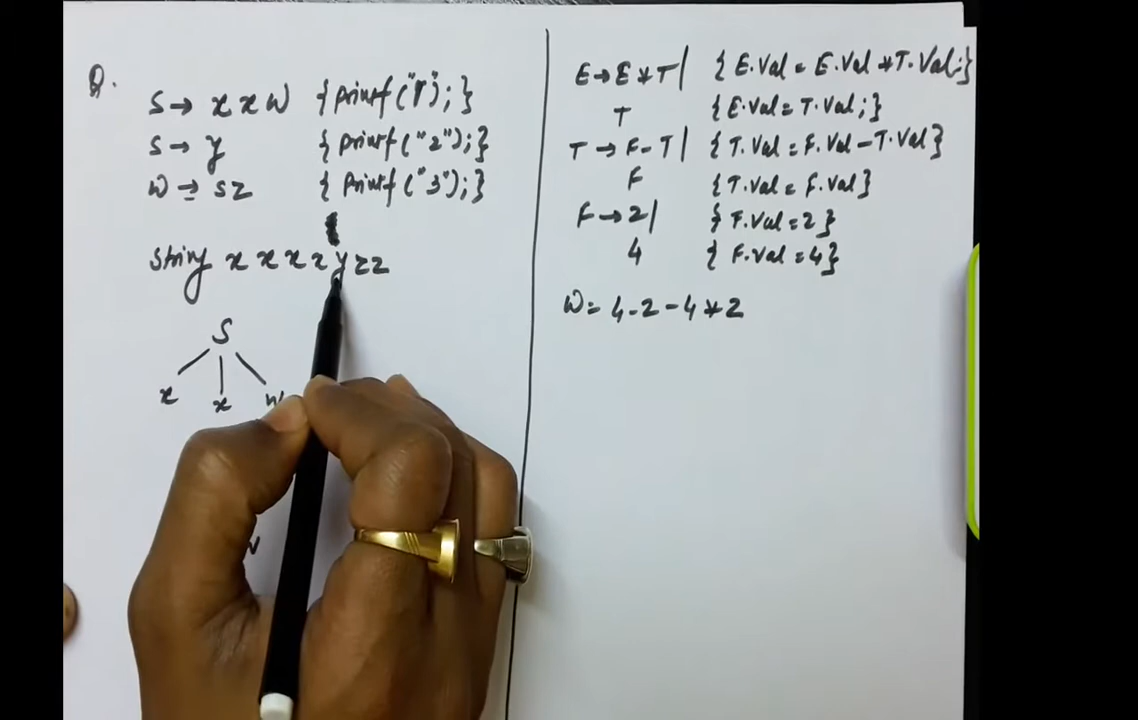 Q.
S → x x W {printf("1");}
S → y {printf("2");}
W → S z {printf("3");}
String x x x x y z z
S
x x W
E → E * T | {E.Val = E.Val * T.Val;}
T {E.Val = T.Val;}
T → F - T | {T.Val = F.Val - T.Val}
F {T.Val = F.Val}
F → 2 | {F.Val = 2}
4 {F.Val = 4}
W = 4 - 2 - 4 * 2